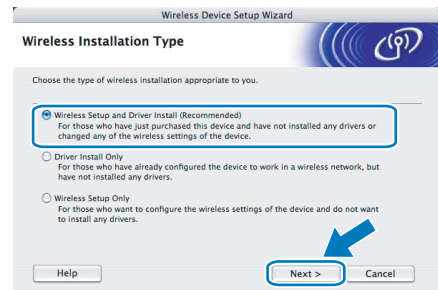 Wireless Device Setup Wizard
Wireless Installation Type
Choose the type of wireless installation appropriate to you.
Wireless Setup and Driver Install (Recommended)
For those who have just purchased this device and have not installed any drivers or
changed any of the wireless settings of the device.
Driver Install Only
For those who have already configured the device to work in a wireless network, but
have not installed any drivers.
Wireless Setup Only
For those who want to configure the wireless settings of the device and do not want
to install any drivers.
Help Next > Cancel